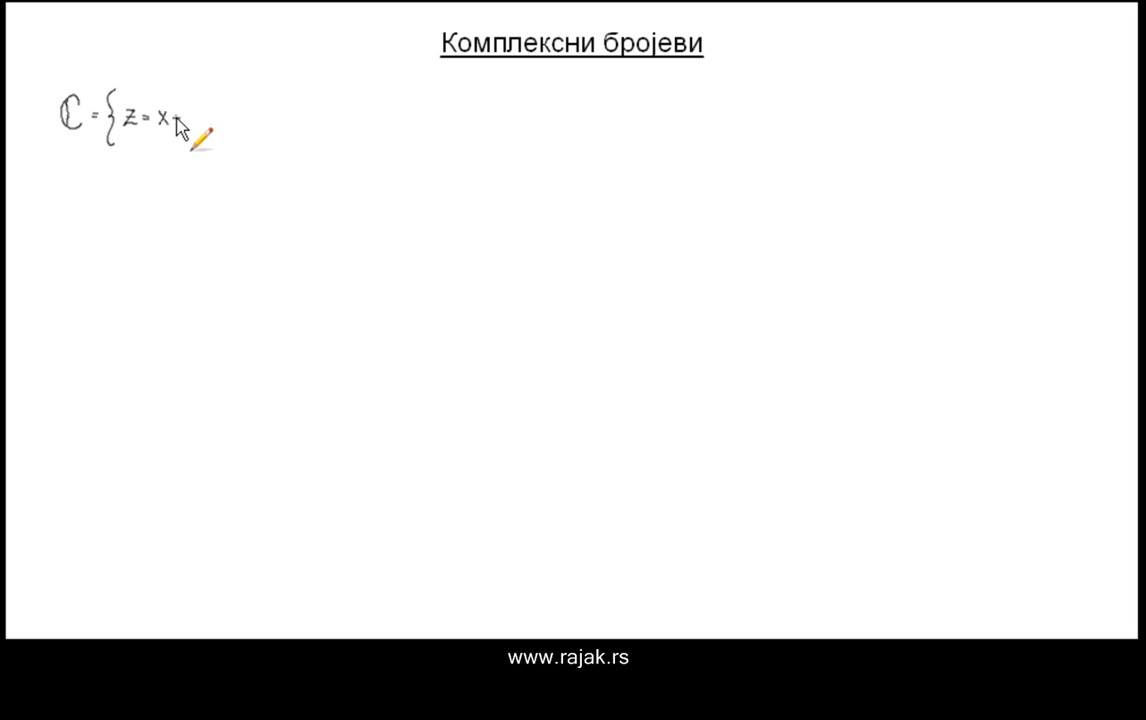 Комплексни бројеви
ℂ = { z = x +
www.rajak.rs